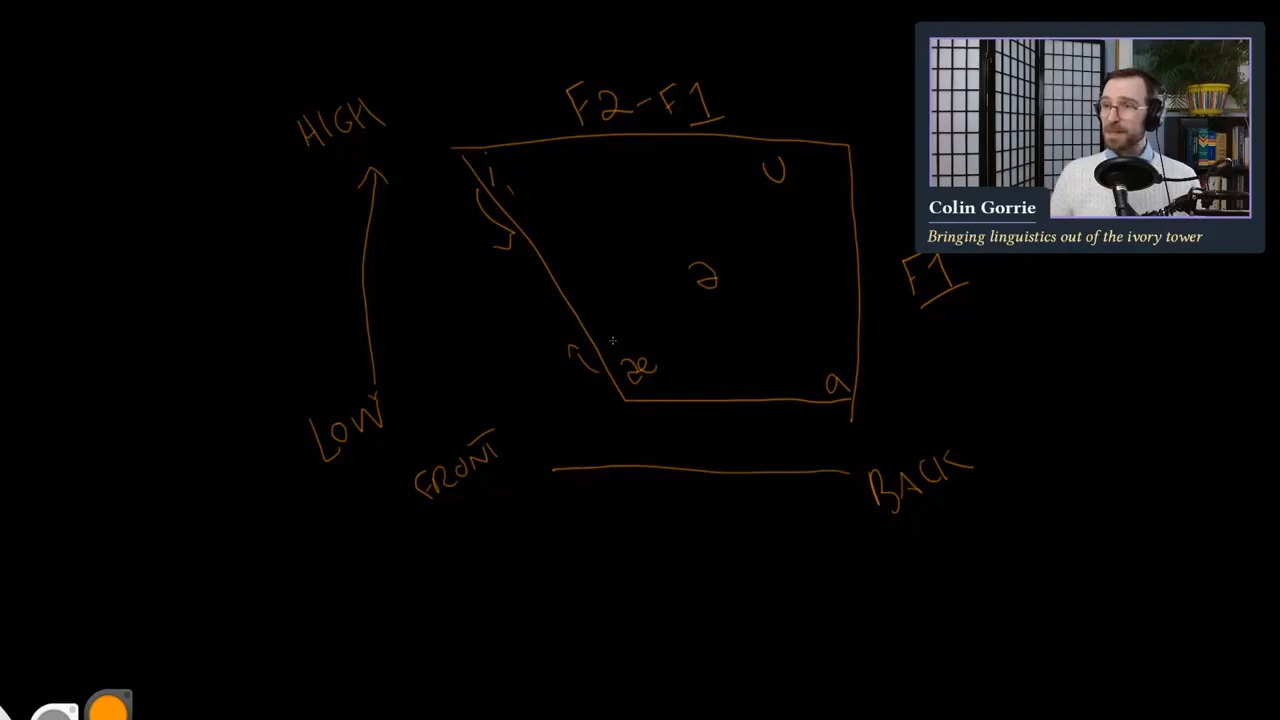 HIGH
F2-F1
i
u
Colin Gorrie
Bringing linguistics out of the ivory tower
ə
F1
æ
a
LOW
FRONT
BACK